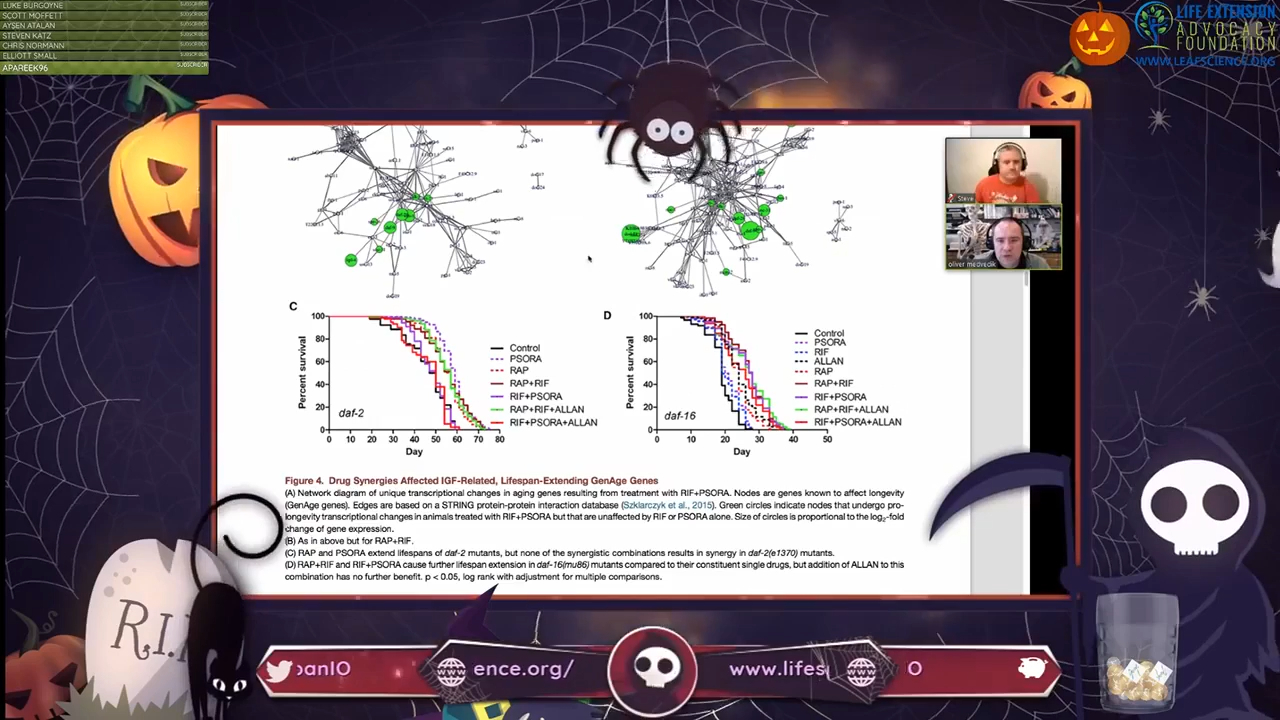 LUKE BURGOYNE SUBSCRIBER
SCOTT MOFFETT SUBSCRIBER
AYSEN ATALAN SUBSCRIBER
STEVEN KATZ SUBSCRIBER
CHRIS NORMANN SUBSCRIBER
ELLIOTT SMALL SUBSCRIBER
APAREEK96 SUBSCRIBER
LIFE EXTENSION
ADVOCACY
FOUNDATION
WWW.LEAFSCIENCE.ORG
Steve
oliver medvedik
C
100
80
60
40
20
0
Percent survival
daf-2
0 10 20 30 40 50 60 70 80
Day
Control
PSORA
RAP
RAP+RIF
RIF+PSORA
RAP+RIF+ALLAN
RIF+PSORA+ALLAN
D
100
80
60
40
20
0
Percent survival
daf-16
0 10 20 30 40 50
Day
Control
PSORA
RIF
ALLAN
RAP
RAP+RIF
RIF+PSORA
RAP+RIF+ALLAN
RIF+PSORA+ALLAN
Figure 4. Drug Synergies Affected IGF-Related, Lifespan-Extending GenAge Genes
(A) Network diagram of unique transcriptional changes in aging genes resulting from treatment with RIF+PSORA. Nodes are genes known to affect longevity
(GenAge genes). Edges are based on a STRING protein-protein interaction database (Szklarczyk et al., 2015). Green circles indicate nodes that undergo pro-
longevity transcriptional changes in animals treated with RIF+PSORA but that are unaffected by RIF or PSORA alone. Size of circles is proportional to the log2-fold
change of gene expression.
(B) As in above but for RAP+RIF.
(C) RAP and PSORA extend lifespans of daf-2 mutants, but none of the synergistic combinations results in synergy in daf-2(e1370) mutants.
(D) RAP+RIF and RIF+PSORA cause further lifespan extension in daf-16(mu86) mutants compared to their constituent single drugs, but addition of ALLAN to this
combination has no further benefit. p < 0.05, log rank with adjustment for multiple comparisons.
R.I.
panIO
ence.org/
www.lifes
O